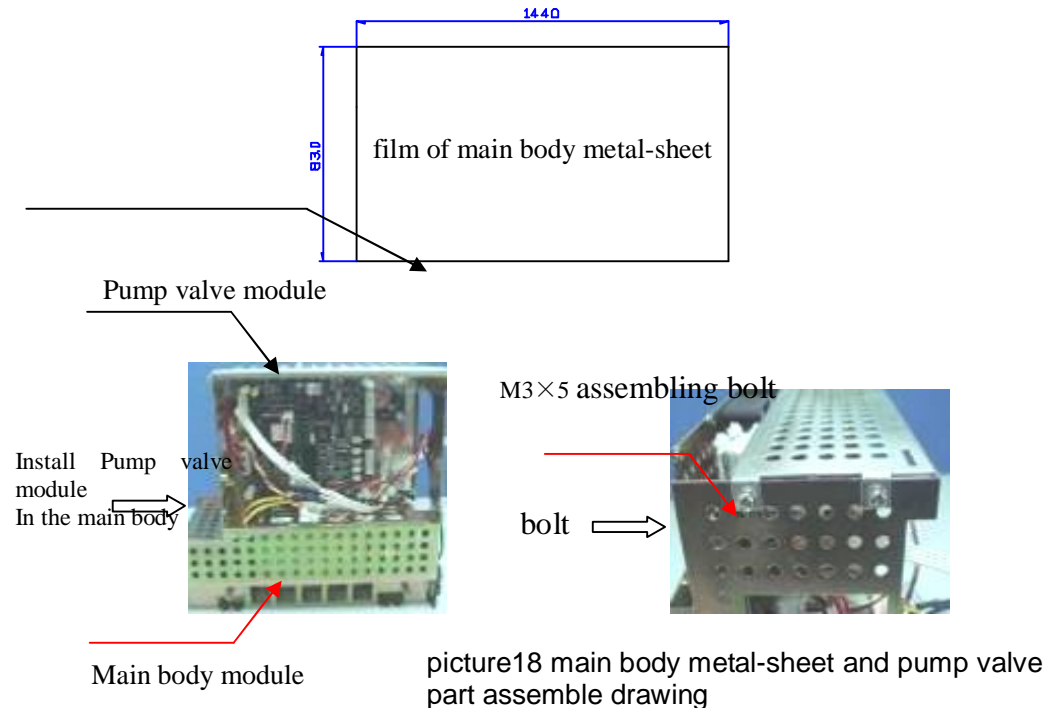 144.0
83.0
film of main body metal-sheet
Pump valve module
M3×5 assembling bolt
Install Pump valve
module
In the main body
bolt
Main body module
picture18 main body metal-sheet and pump valve
part assemble drawing